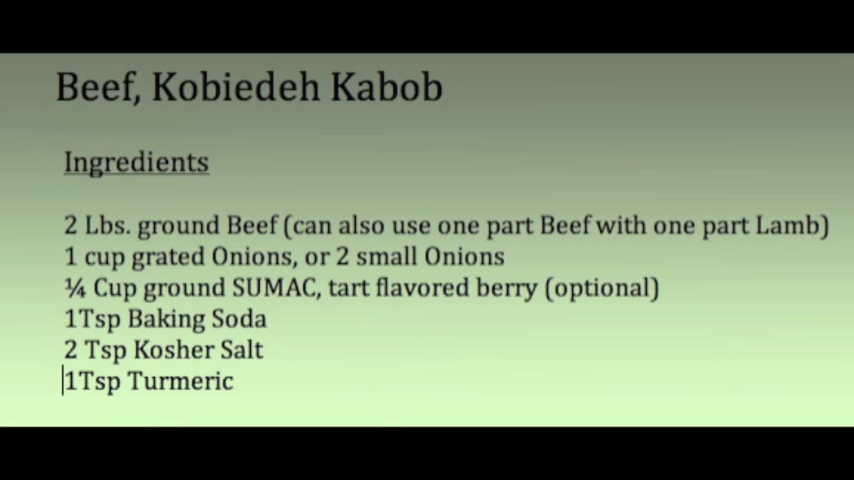 Beef, Kobiedeh Kabob
Ingredients
2 Lbs. ground Beef (can also use one part Beef with one part Lamb)
1 cup grated Onions, or 2 small Onions
¼ Cup ground SUMAC, tart flavored berry (optional)
1Tsp Baking Soda
2 Tsp Kosher Salt
1Tsp Turmeric